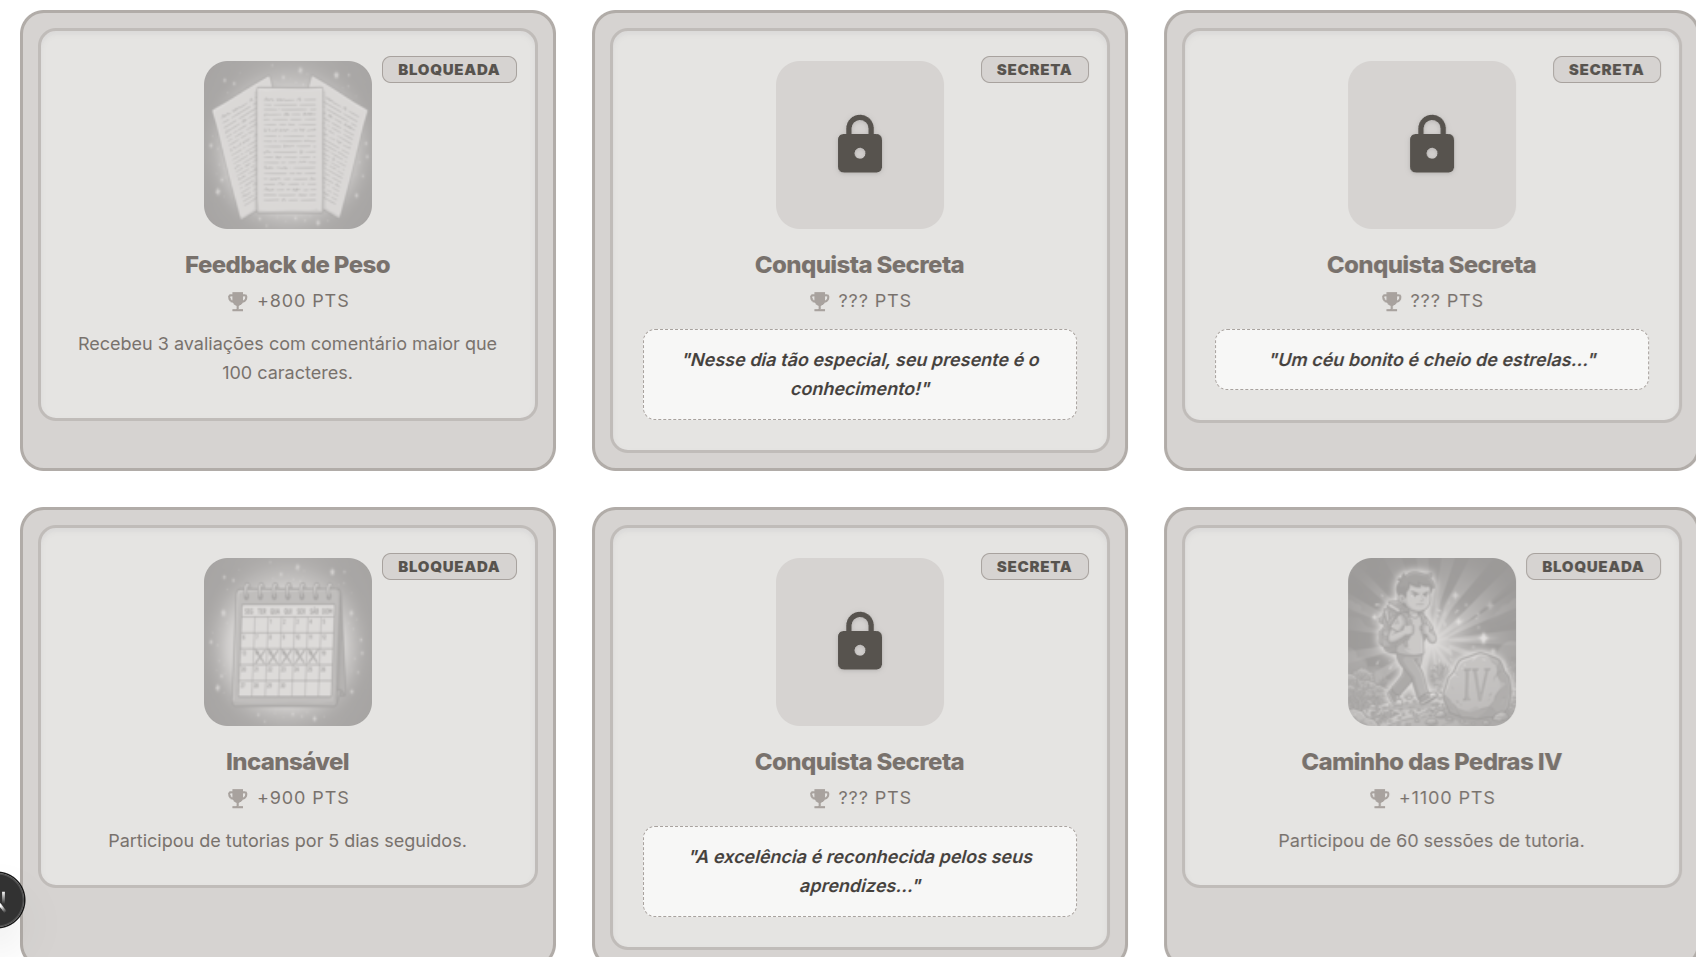 BLOQUEADA
Feedback de Peso
+800 PTS
Recebeu 3 avaliações com comentário maior que
100 caracteres.
SECRETA
Conquista Secreta
??? PTS
"Nesse dia tão especial, seu presente é o
conhecimento!"
SECRETA
Conquista Secreta
??? PTS
"Um céu bonito é cheio de estrelas..."
BLOQUEADA
Incansável
+900 PTS
Participou de tutorias por 5 dias seguidos.
SECRETA
Conquista Secreta
??? PTS
"A excelência é reconhecida pelos seus
aprendizes..."
BLOQUEADA
IV
Caminho das Pedras IV
+1100 PTS
Participou de 60 sessões de tutoria.